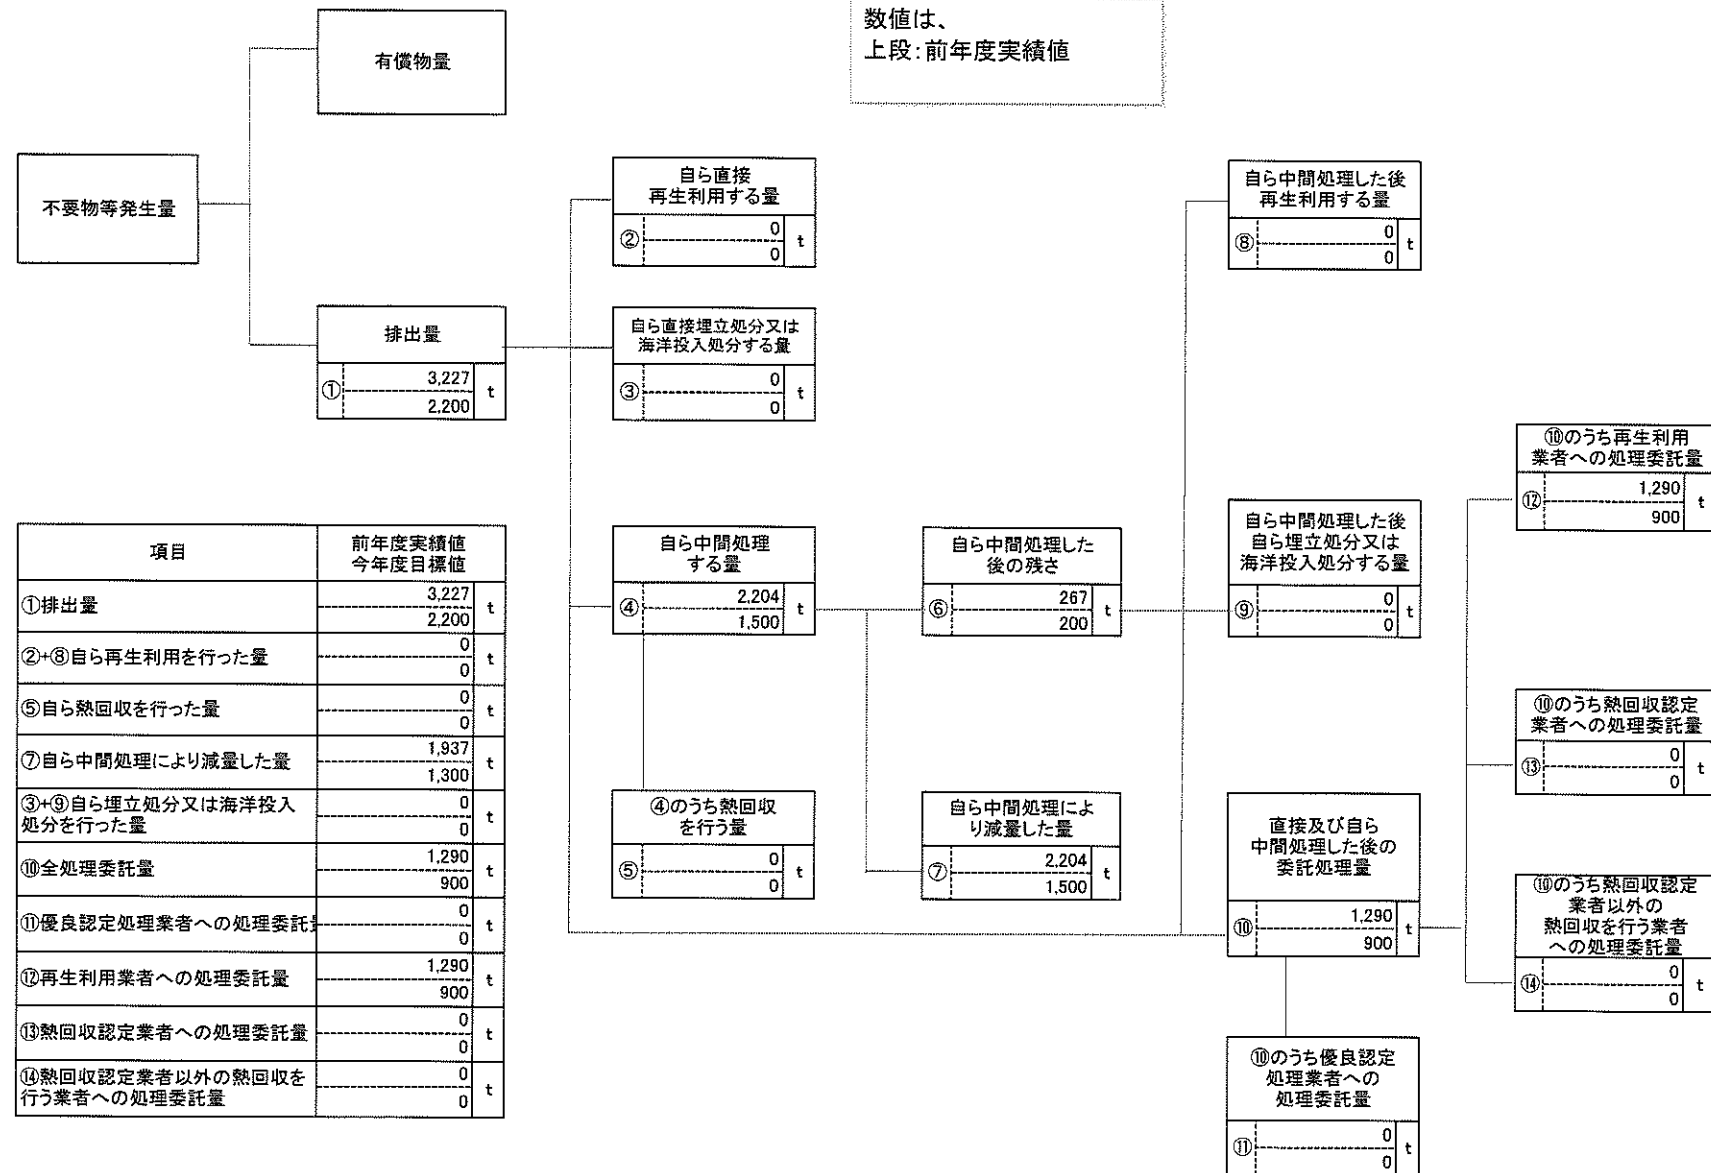 数値は、
上段:前年度実績値
有償物量
不要物等発生量
排出量
① 3,227 t
2,200
自ら直接
再生利用する量
② 0 t
0
自ら直接埋立処分又は
海洋投入処分する量
③ 0 t
0
自ら中間処理
する量
④ 2,204 t
1,500
④のうち熱回収
を行う量
⑤ 0 t
0
自ら中間処理した
後の残さ
⑥ 267 t
200
自ら中間処理によ
り減量した量
⑦ 2,204 t
1,500
自ら中間処理した後
再生利用する量
⑧ 0 t
0
自ら中間処理した後
自ら埋立処分又は
海洋投入処分する量
⑨ 0 t
0
直接及び自ら
中間処理した後の
委託処理量
⑩ 1,290 t
900
⑩のうち優良認定
処理業者への
処理委託量
⑪ 0 t
0
⑩のうち再生利用
業者への処理委託量
⑫ 1,290 t
900
⑩のうち熱回収認定
業者への処理委託量
⑬ 0 t
0
⑩のうち熱回収認定
業者以外の
熱回収を行う業者
への処理委託量
⑭ 0 t
0
項目 前年度実績値
今年度目標値
①排出量 3,227 t
2,200
②+⑧自ら再生利用を行った量 0 t
0
⑤自ら熱回収を行った量 0 t
0
⑦自ら中間処理により減量した量 1,937 t
1,300
③+⑨自ら埋立処分又は海洋投入
処分を行った量 0 t
0
⑩全処理委託量 1,290 t
900
⑪優良認定処理業者への処理委託 0 t
0
⑫再生利用業者への処理委託量 1,290 t
900
⑬熱回収認定業者への処理委託量 0 t
0
⑭熱回収認定業者以外の熱回収を
行う業者への処理委託量 0 t
0